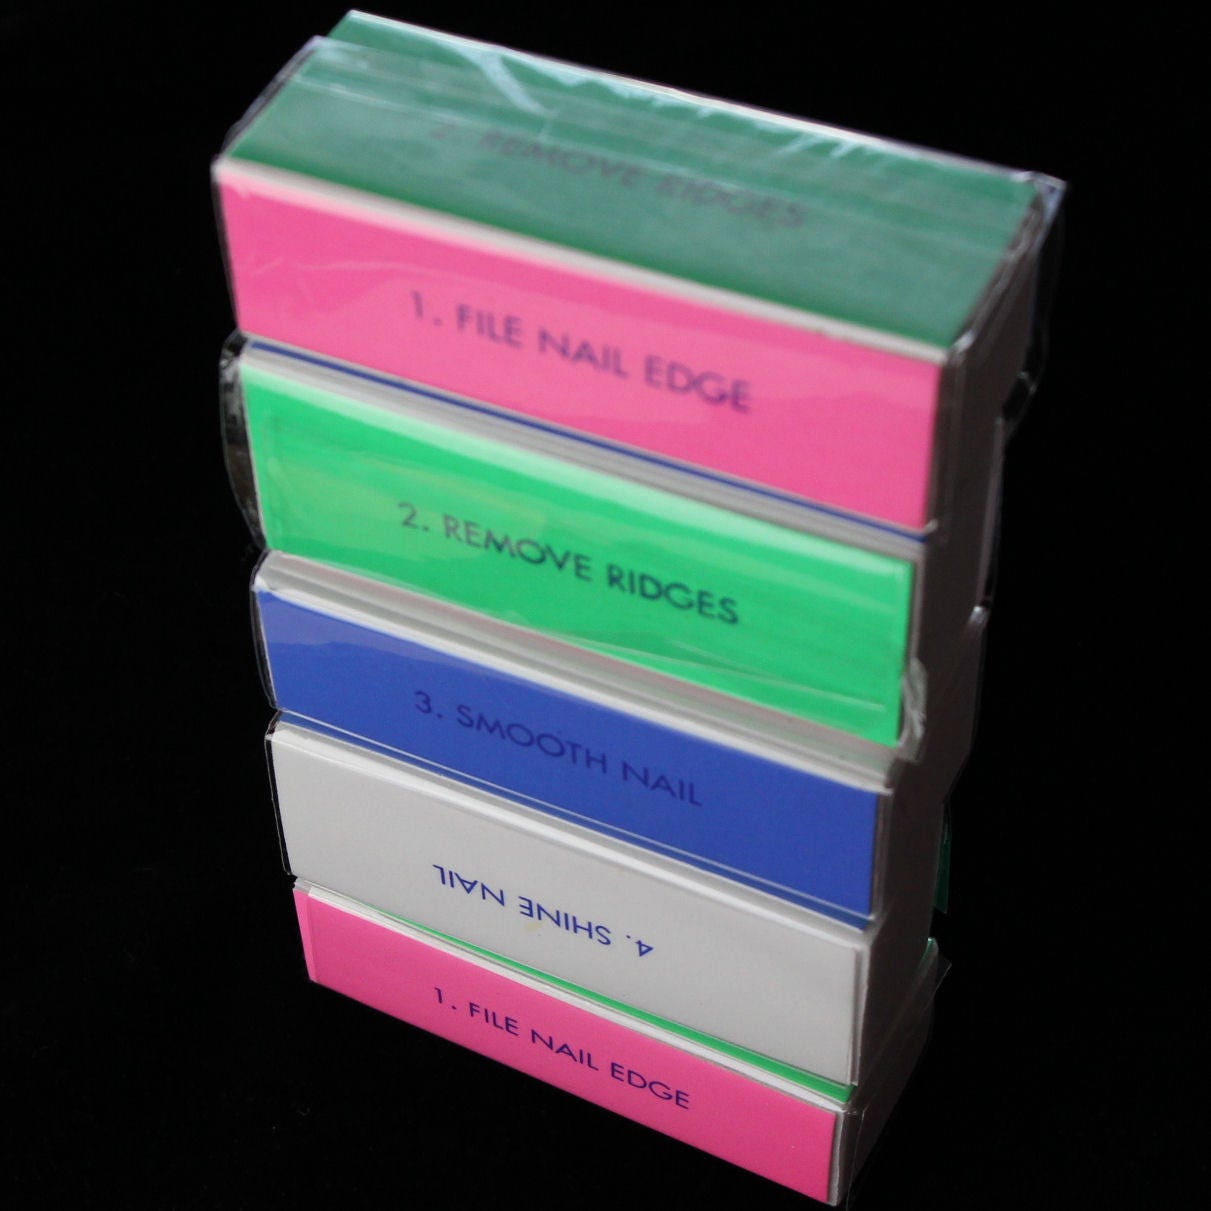 2. REMOVE RIDGES
1. FILE NAIL EDGE
2. REMOVE RIDGES
3. SMOOTH NAIL
4. SHINE NAIL
1. FILE NAIL EDGE